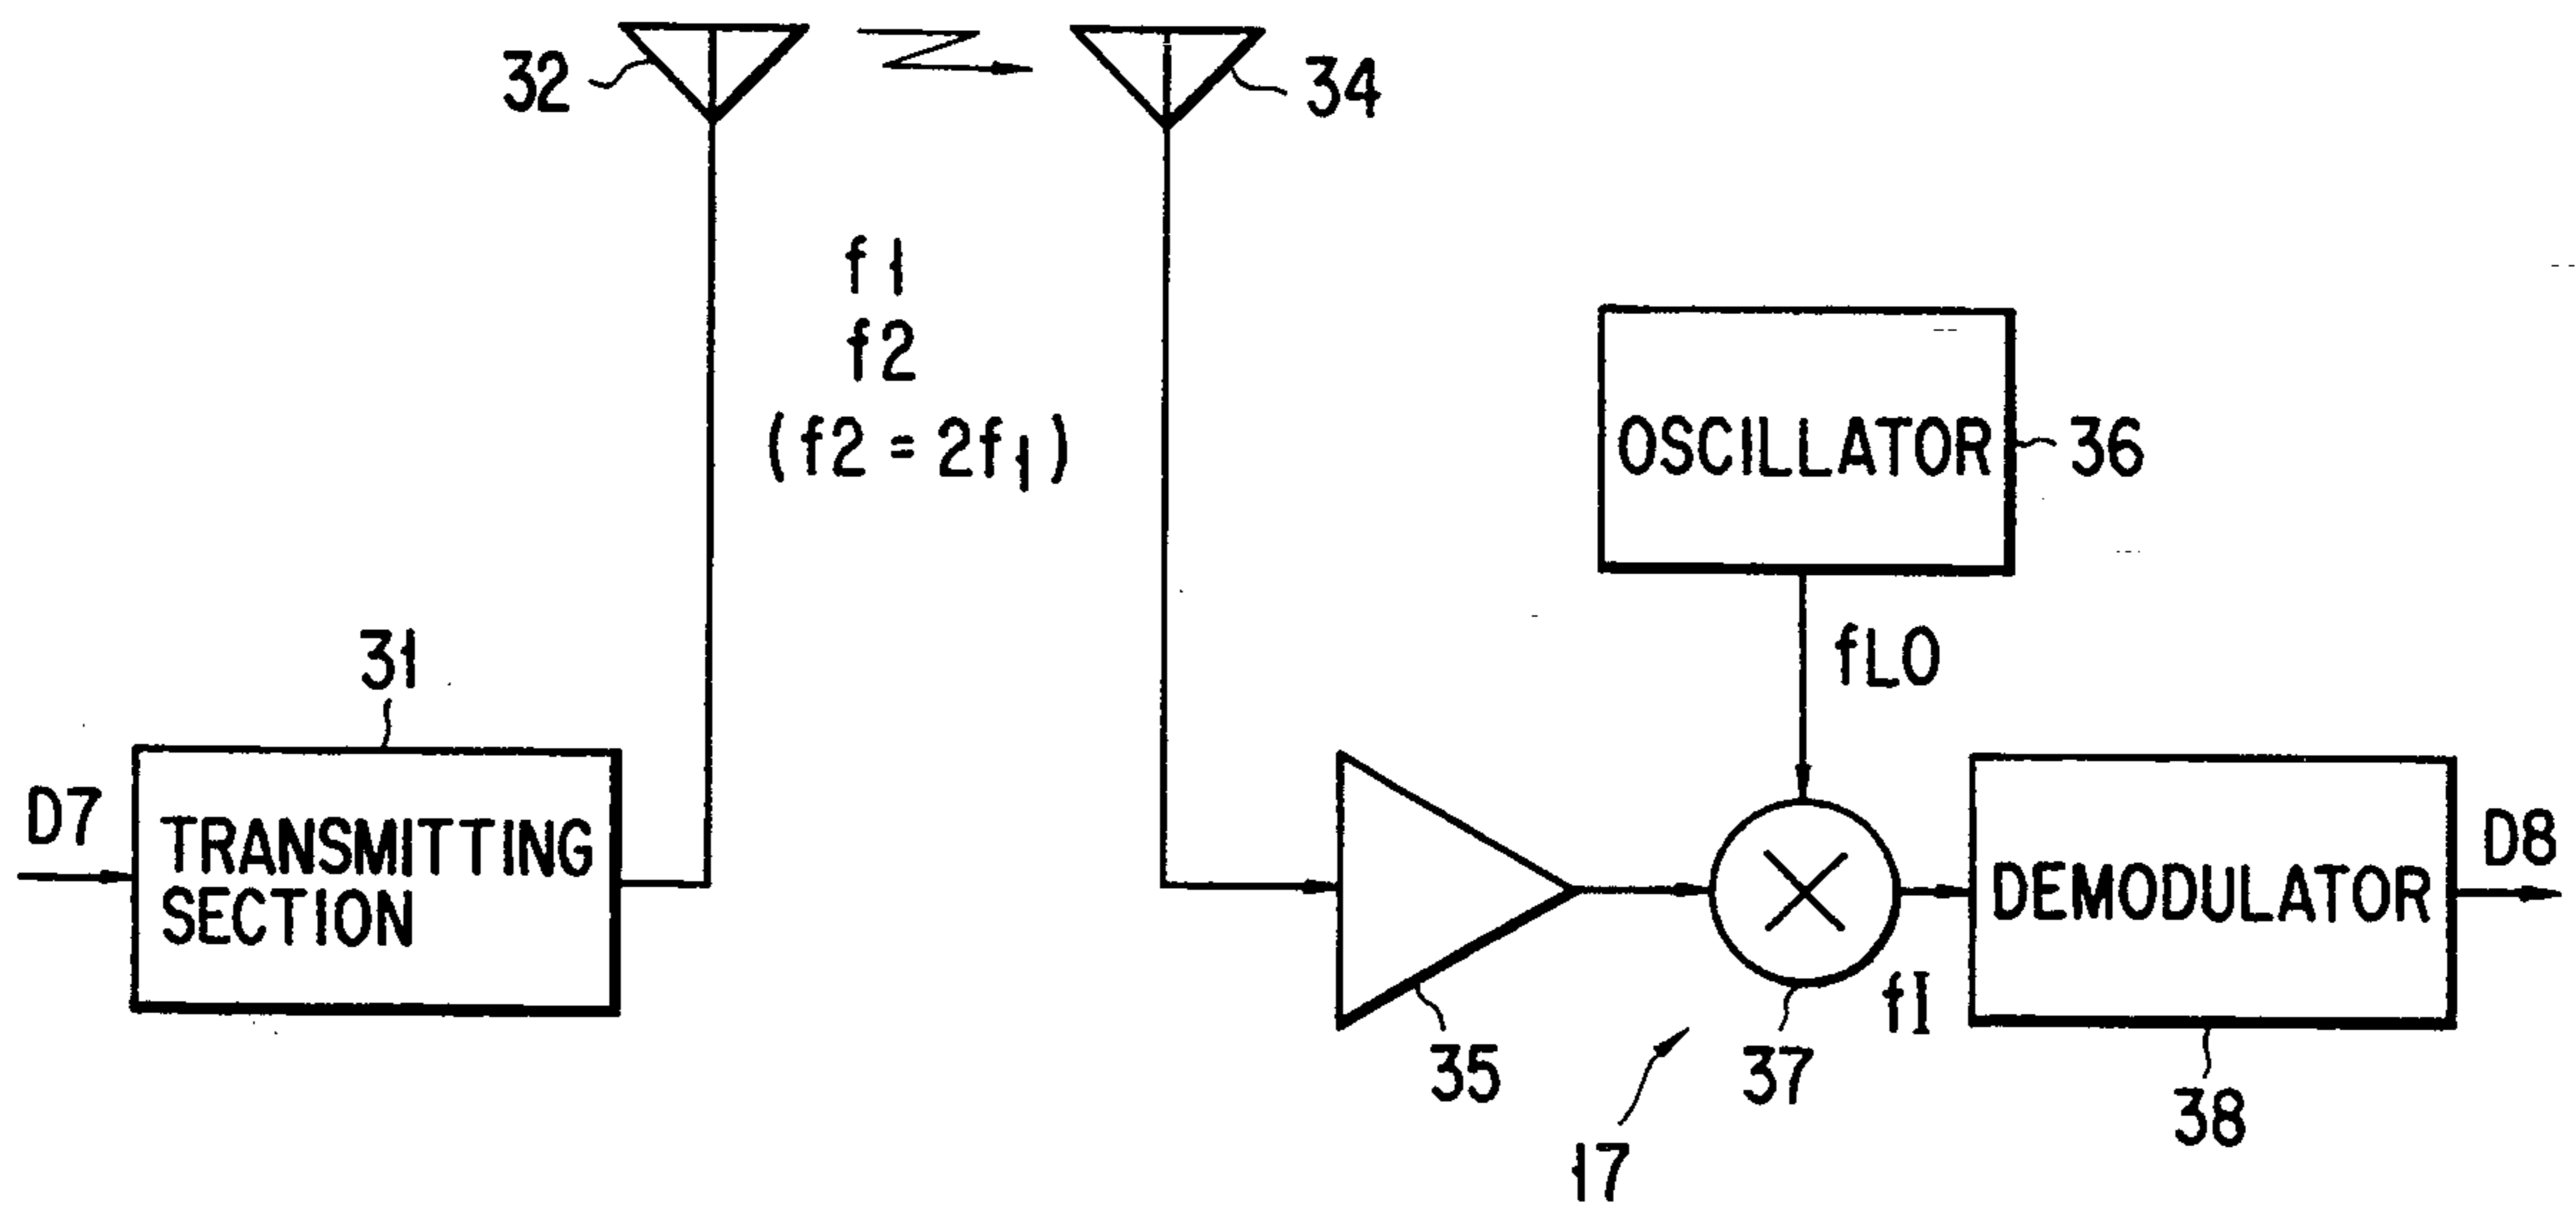 32
34
f1
f2
(f2 = 2f1)
OSCILLATOR
36
fLO
31
D7
TRANSMITTING
SECTION
DEMODULATOR
D8
fI
35
37
38
17